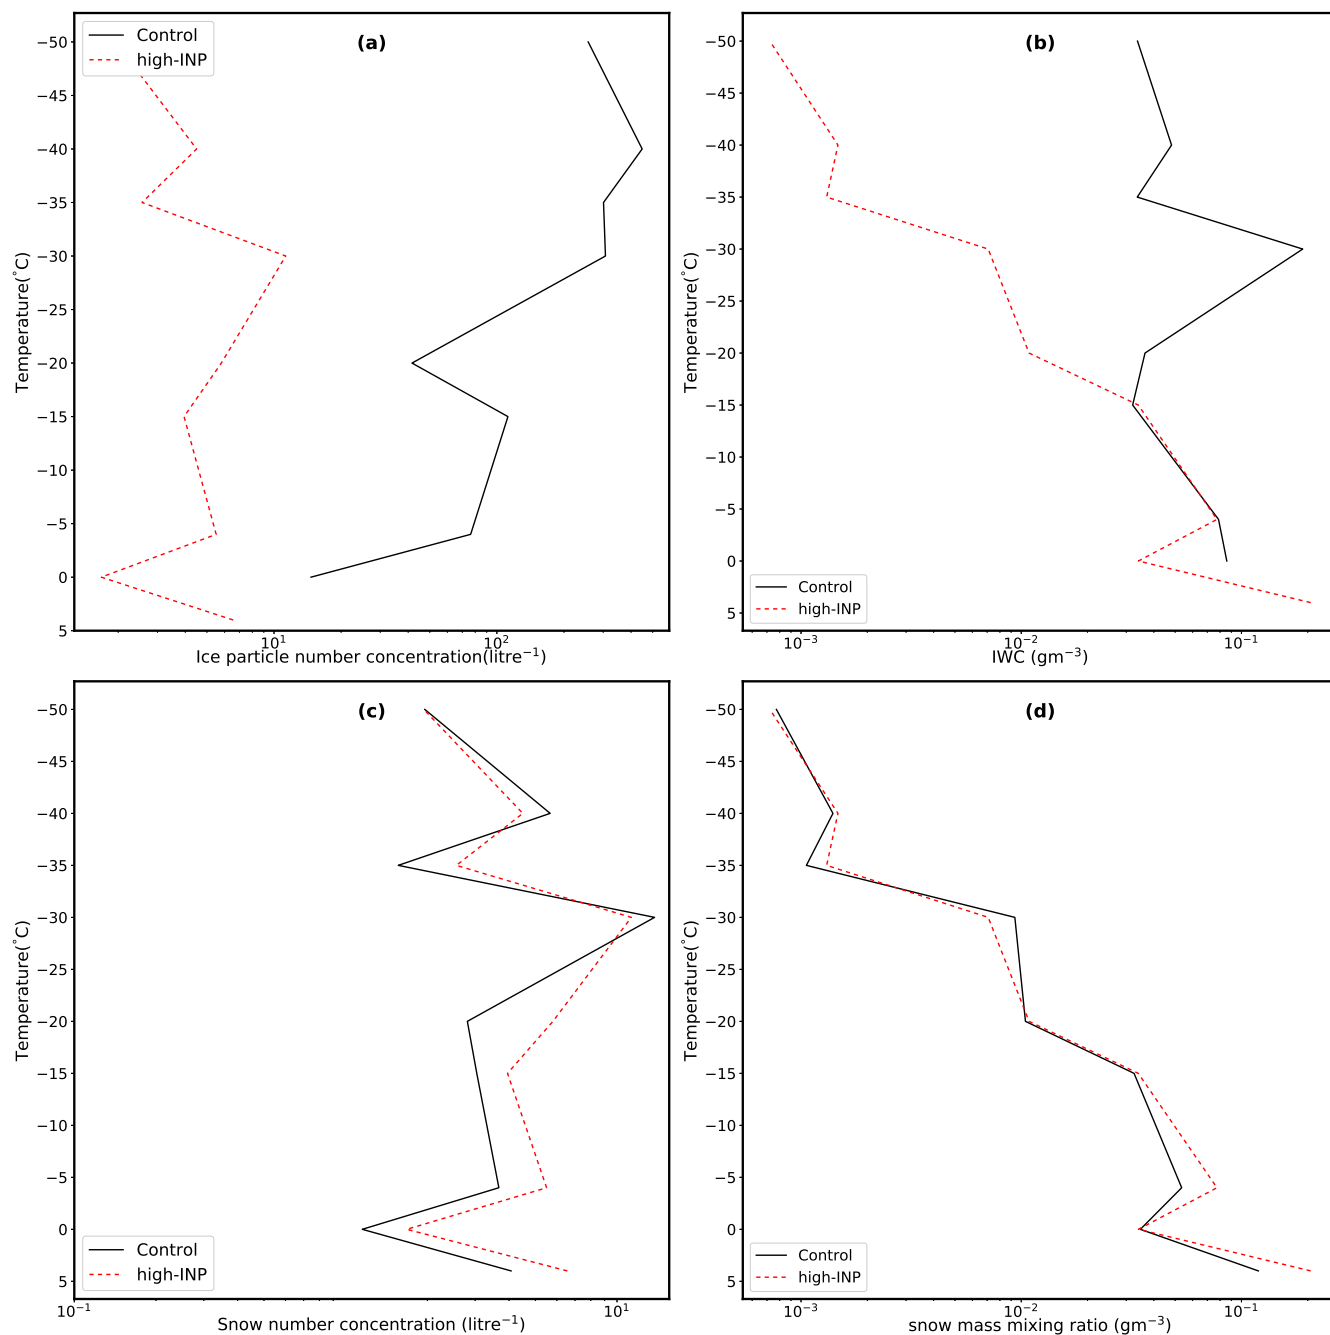 Control
high-INP
(a)
−50
−45
−40
−35
−30
−25
−20
−15
−10
−5
0
5
Temperature(°C)
10¹
10²
Ice particle number concentration(litre⁻¹)
(b)
−50
−45
−40
−35
−30
−25
−20
−15
−10
−5
0
5
Temperature(°C)
Control
high-INP
10⁻³
10⁻²
10⁻¹
IWC (gm⁻³)
(c)
−50
−45
−40
−35
−30
−25
−20
−15
−10
−5
0
5
Temperature(°C)
Control
high-INP
10⁻¹
10¹
Snow number concentration (litre⁻¹)
(d)
−50
−45
−40
−35
−30
−25
−20
−15
−10
−5
0
5
Temperature(°C)
Control
high-INP
10⁻³
10⁻²
10⁻¹
snow mass mixing ratio (gm⁻³)